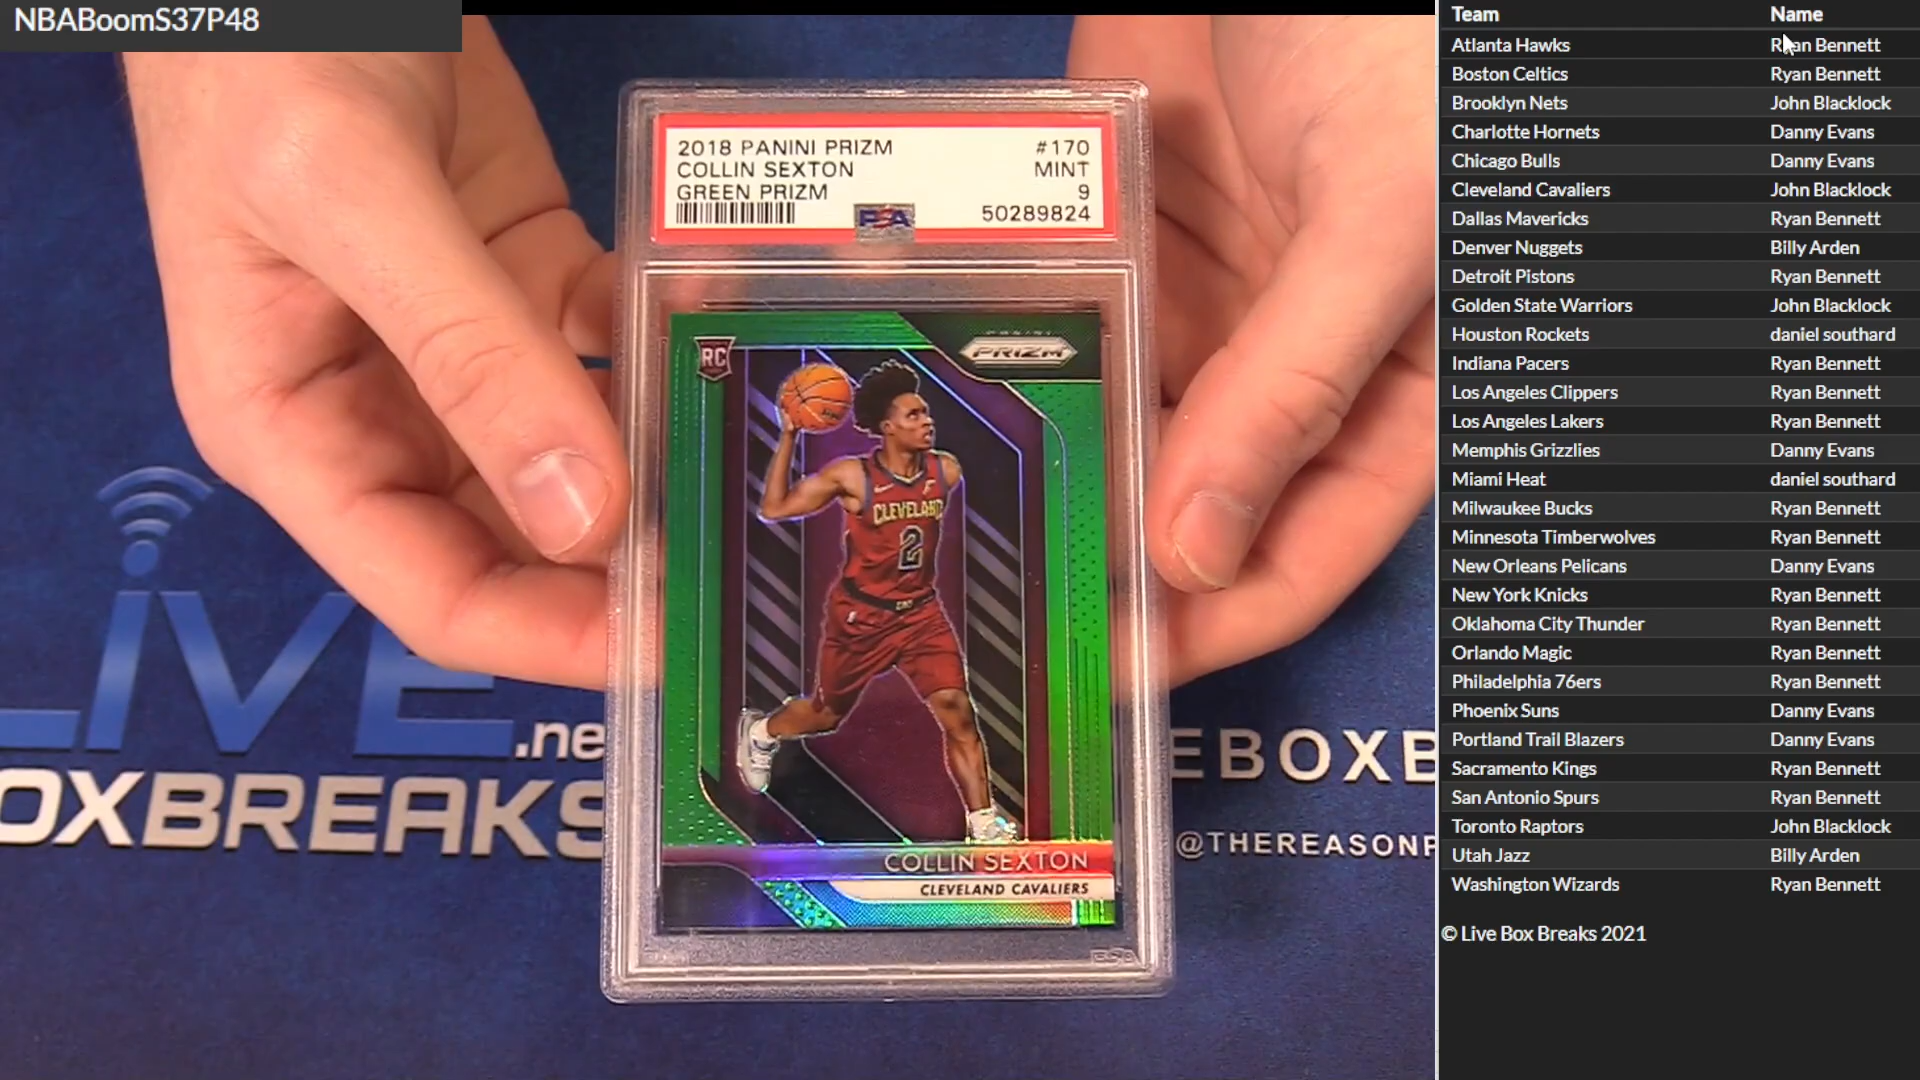 NBABoomS37P48
2018 PANINI PRIZM #170
COLLIN SEXTON MINT
GREEN PRIZM 9
PSA 50289824
RC
PANINI
PRIZM
CLEVELAND
2
COLLIN SEXTON
CLEVELAND CAVALIERS
LIVE.ne
OXBREAKS
EBOXB
@THEREASONP
Team Name
Atlanta Hawks Ryan Bennett
Boston Celtics Ryan Bennett
Brooklyn Nets John Blacklock
Charlotte Hornets Danny Evans
Chicago Bulls Danny Evans
Cleveland Cavaliers John Blacklock
Dallas Mavericks Ryan Bennett
Denver Nuggets Billy Arden
Detroit Pistons Ryan Bennett
Golden State Warriors John Blacklock
Houston Rockets daniel southard
Indiana Pacers Ryan Bennett
Los Angeles Clippers Ryan Bennett
Los Angeles Lakers Ryan Bennett
Memphis Grizzlies Danny Evans
Miami Heat daniel southard
Milwaukee Bucks Ryan Bennett
Minnesota Timberwolves Ryan Bennett
New Orleans Pelicans Danny Evans
New York Knicks Ryan Bennett
Oklahoma City Thunder Ryan Bennett
Orlando Magic Ryan Bennett
Philadelphia 76ers Ryan Bennett
Phoenix Suns Danny Evans
Portland Trail Blazers Danny Evans
Sacramento Kings Ryan Bennett
San Antonio Spurs Ryan Bennett
Toronto Raptors John Blacklock
Utah Jazz Billy Arden
Washington Wizards Ryan Bennett
© Live Box Breaks 2021